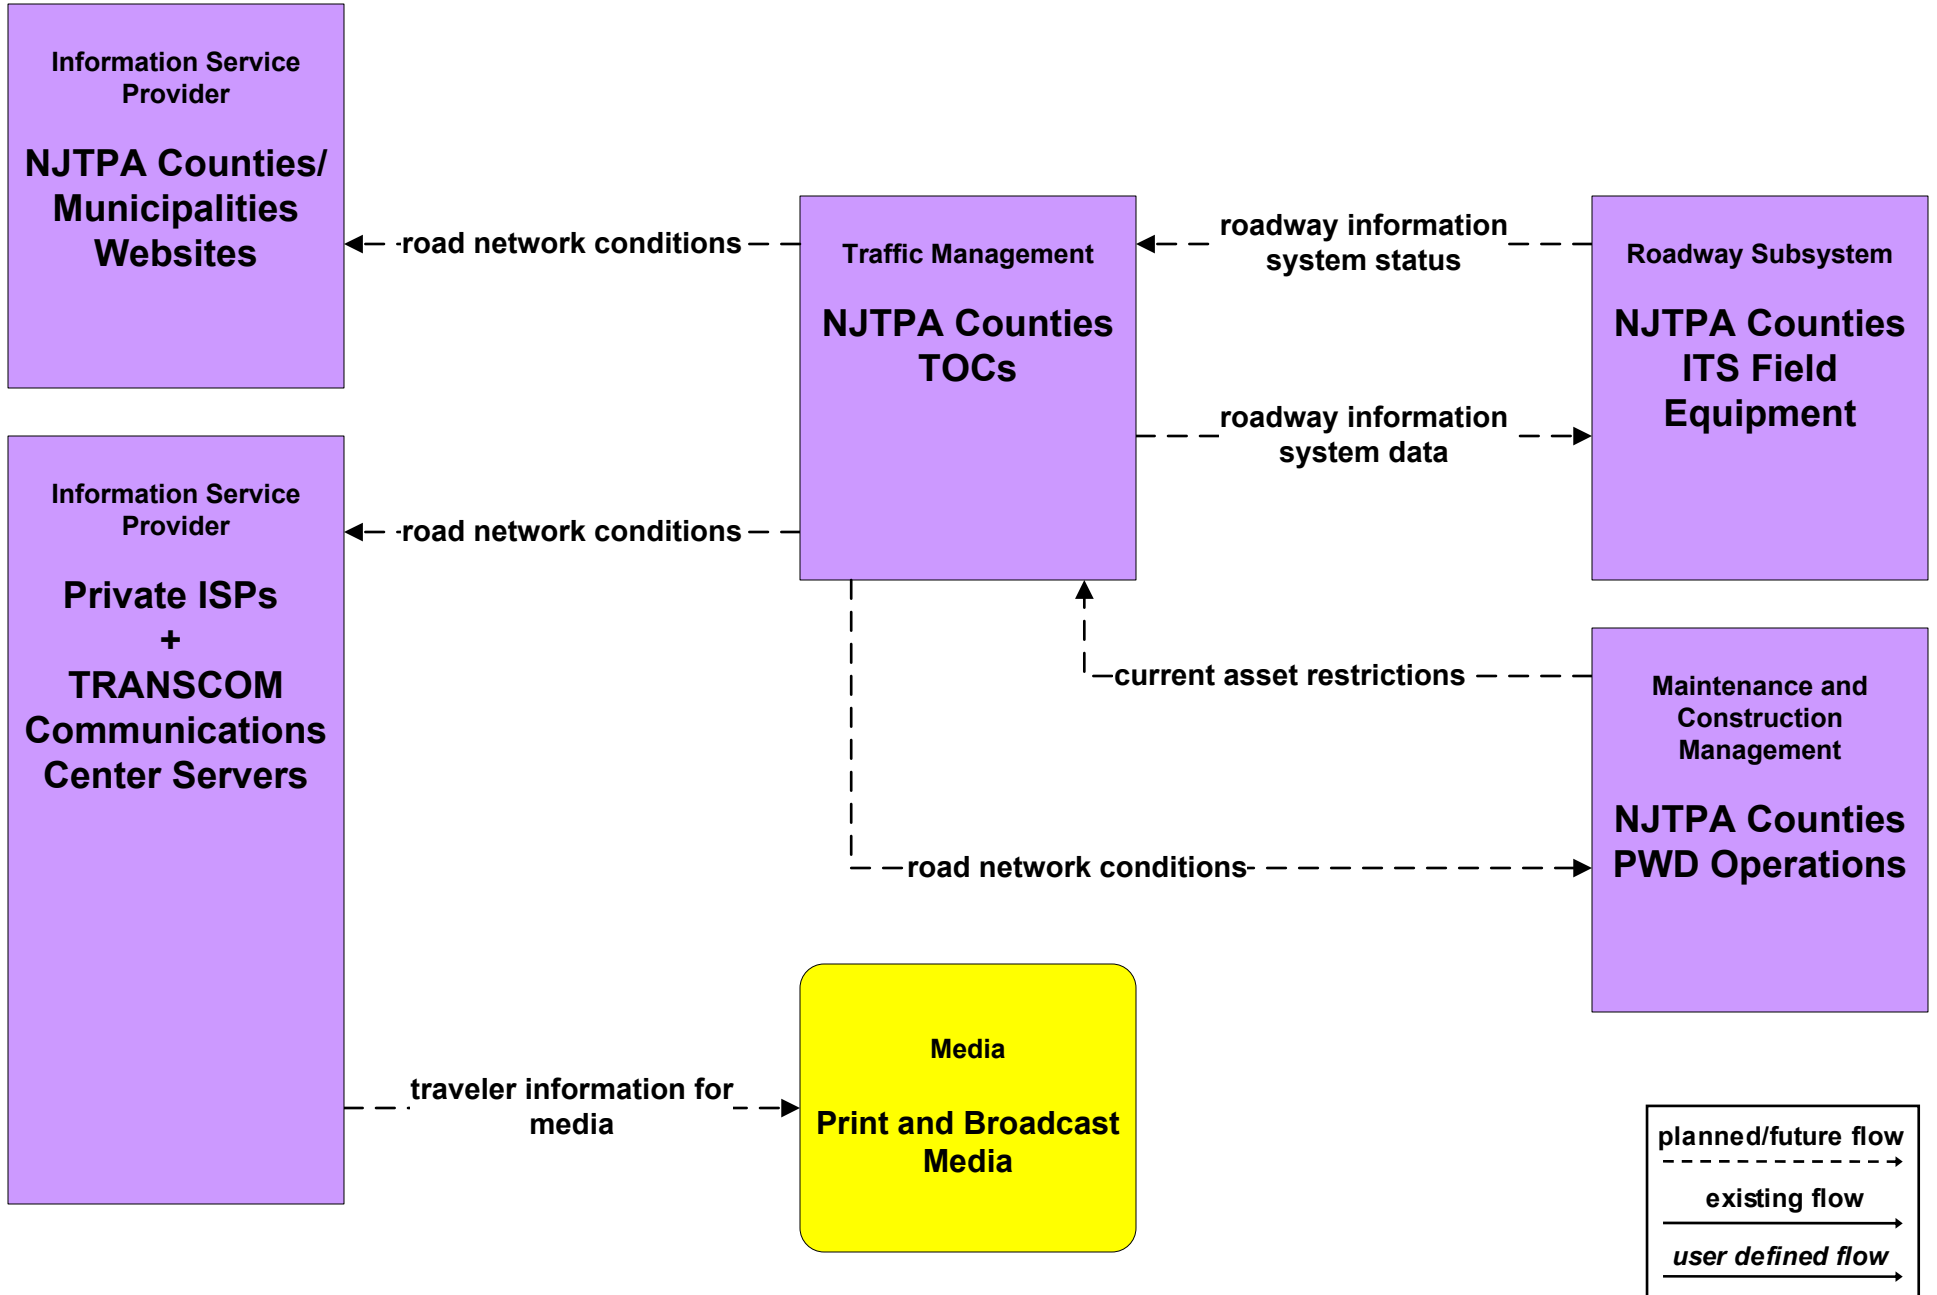 Information Service
Provider
NJTPA Counties/
Municipalities
Websites
road network conditions
Traffic Management
NJTPA Counties
TOCs
roadway information
system status
Roadway Subsystem
NJTPA Counties
ITS Field
Equipment
roadway information
system data
Information Service
Provider
Private ISPs
+
TRANSCOM
Communications
Center Servers
road network conditions
current asset restrictions
Maintenance and
Construction
Management
NJTPA Counties
PWD Operations
road network conditions
traveler information for
media
Media
Print and Broadcast
Media
planned/future flow
existing flow
user defined flow